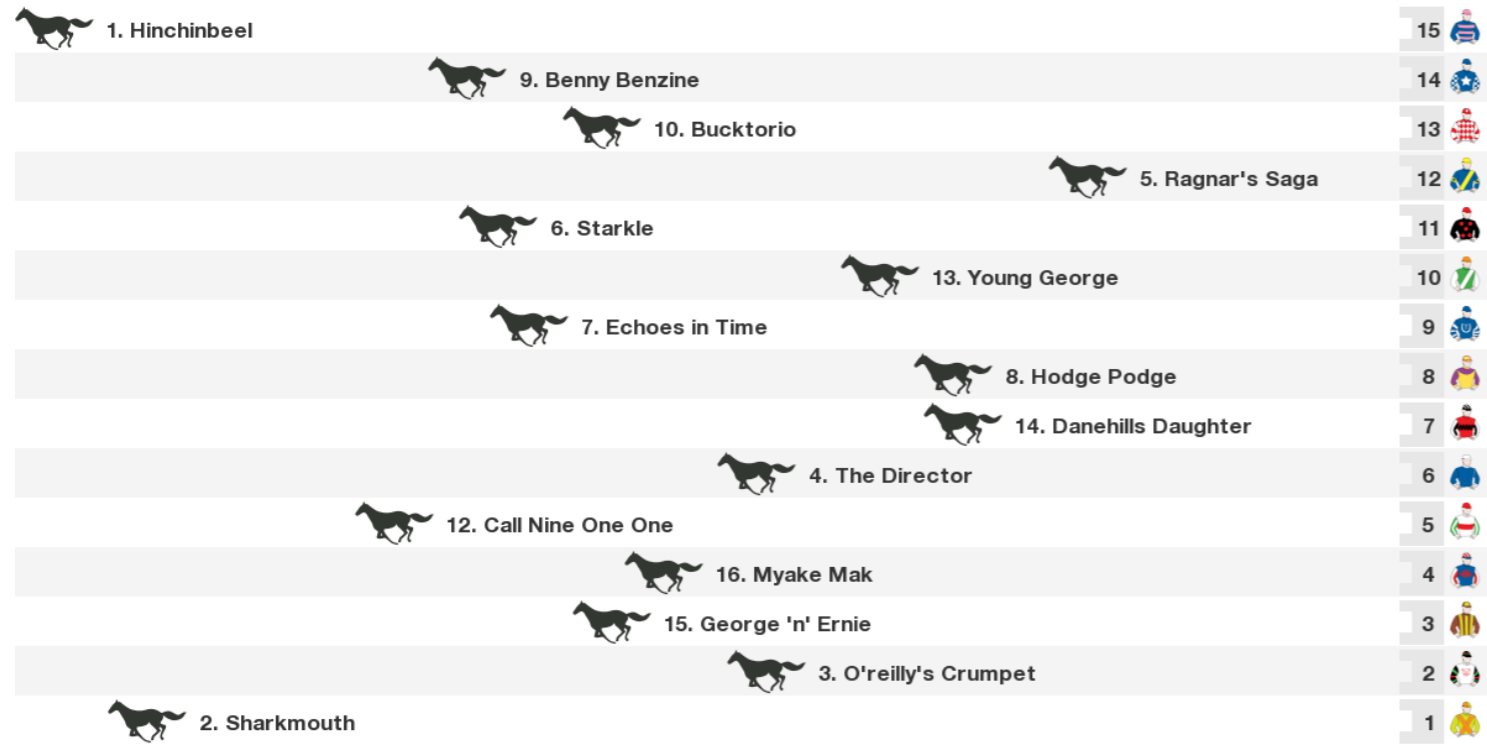 1. Hinchinbeel 15
9. Benny Benzine 14
10. Bucktorio 13
5. Ragnar's Saga 12
6. Starkle 11
13. Young George 10
7. Echoes in Time 9
8. Hodge Podge 8
14. Danehills Daughter 7
4. The Director 6
12. Call Nine One One 5
16. Myake Mak 4
15. George 'n' Ernie 3
3. O'reilly's Crumpet 2
2. Sharkmouth 1